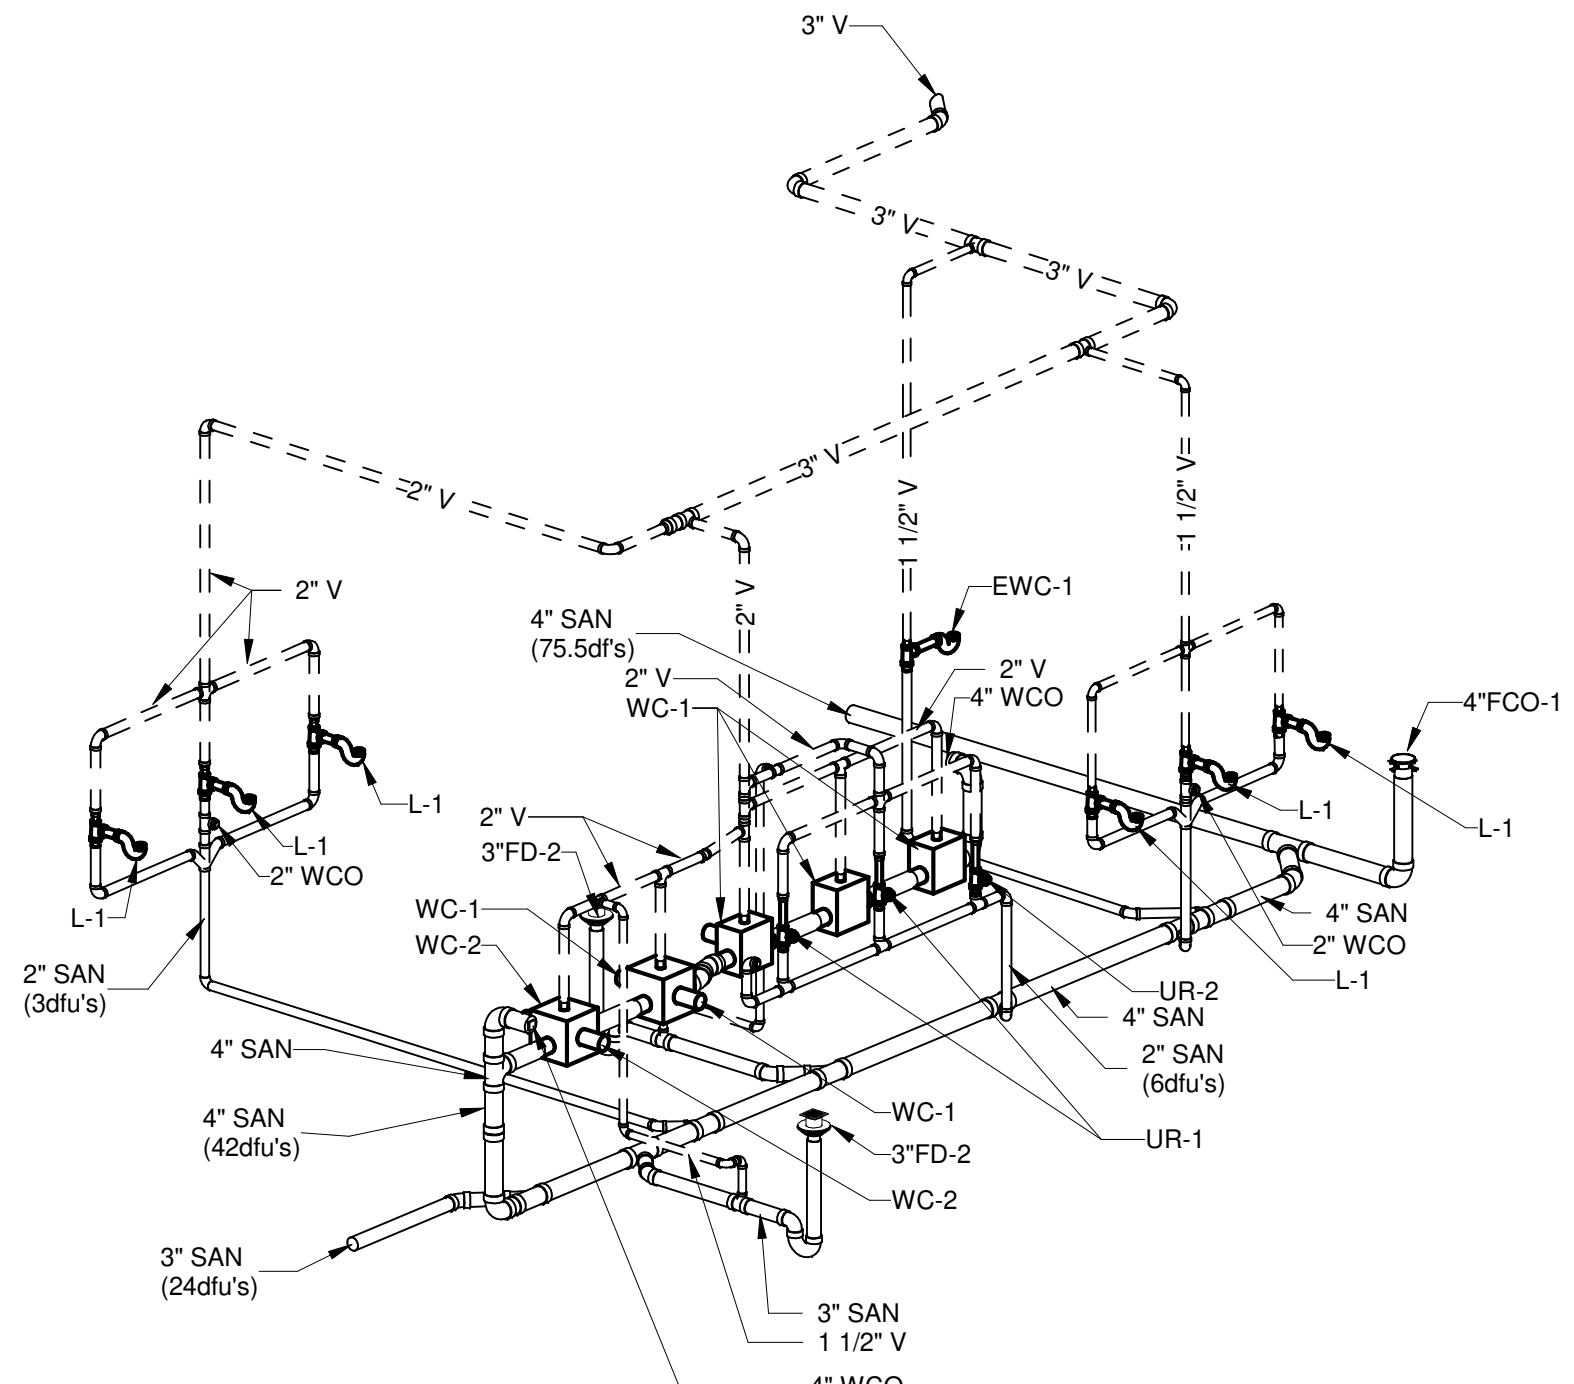 3" V
3" V
3" V
2" V
3" V
1 1/2" V
1 1/2" V
2" V
2" V
EWC-1
4" SAN
(75.5df's)
2" V
WC-1
2" V
4" WCO
4"FCO-1
L-1
L-1
L-1
2" WCO
L-1
L-1
2" V
3"FD-2
WC-1
WC-2
4" SAN
2" WCO
L-1
2" SAN
(3dfu's)
UR-2
4" SAN
2" SAN
(6dfu's)
4" SAN
4" SAN
(42dfu's)
WC-1
UR-1
3"FD-2
WC-2
3" SAN
(24dfu's)
3" SAN
1 1/2" V
4" WCO